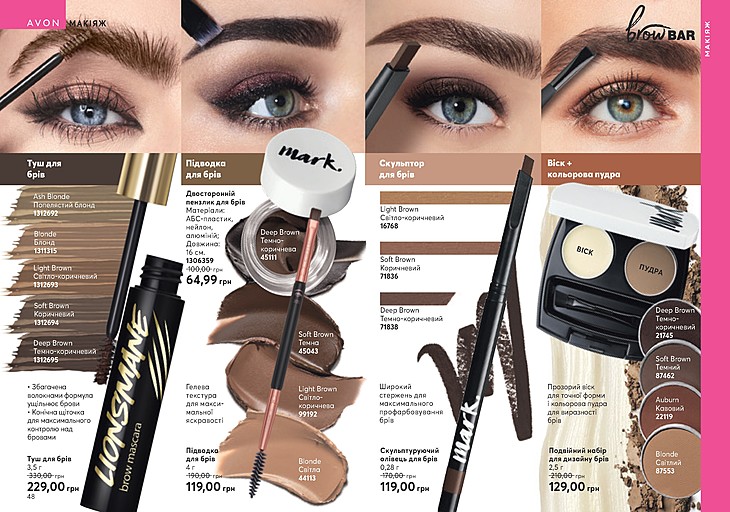 AVON МАКІЯЖ
brow BAR
МАКІЯЖ
Туш для
брів
Ash Blonde
Попелястий блонд
1312692
Blonde
Блонд
1311315
Light Brown
Світло-коричневий
1312693
Soft Brown
Коричневий
1312694
Deep Brown
Темно-коричневий
1312695
• Збагачена
волокнами формула
ущільнює брови
• Конічна щіточка
для максимального
контролю над
бровами
Туш для брів
3,5 г
330,00 грн
229,00 грн
48
LIONSMANE
brow mascara
Підводка
для брів
mark.
Двосторонній
пензлик для брів
Матеріали:
АБС-пластик,
нейлон,
алюміній;
Довжина:
16 см.
1306359
100,00 грн
64,99 грн
Deep Brown
Темно-
коричнева
45111
Soft Brown
Темна
45043
Light Brown
Світло-
коричнева
99192
Blonde
Світла
44113
Гелева
текстура
для макси-
мальної
яскравості
Підводка
для брів
4 г
190,00 грн
119,00 грн
Скульптор
для брів
Light Brown
Світло-коричневий
16768
Soft Brown
Коричневий
71836
Deep Brown
Темно-коричневий
71838
Широкий
стержень для
максимального
профарбовування
брів
Скульптуруючий
олівець для брів
0,28 г
170,00 грн
119,00 грн
mark.
Віск +
кольорова пудра
ВІСК
ПУДРА
Deep Brown
Темно-
коричневий
21745
Soft Brown
Темний
87462
Auburn
Кавовий
22119
Blonde
Світлий
87553
Прозорий віск
для точної форми
і кольорова пудра
для виразності
брів
Подвійний набір
для дизайну брів
2,5 г
210,00 грн
129,00 грн